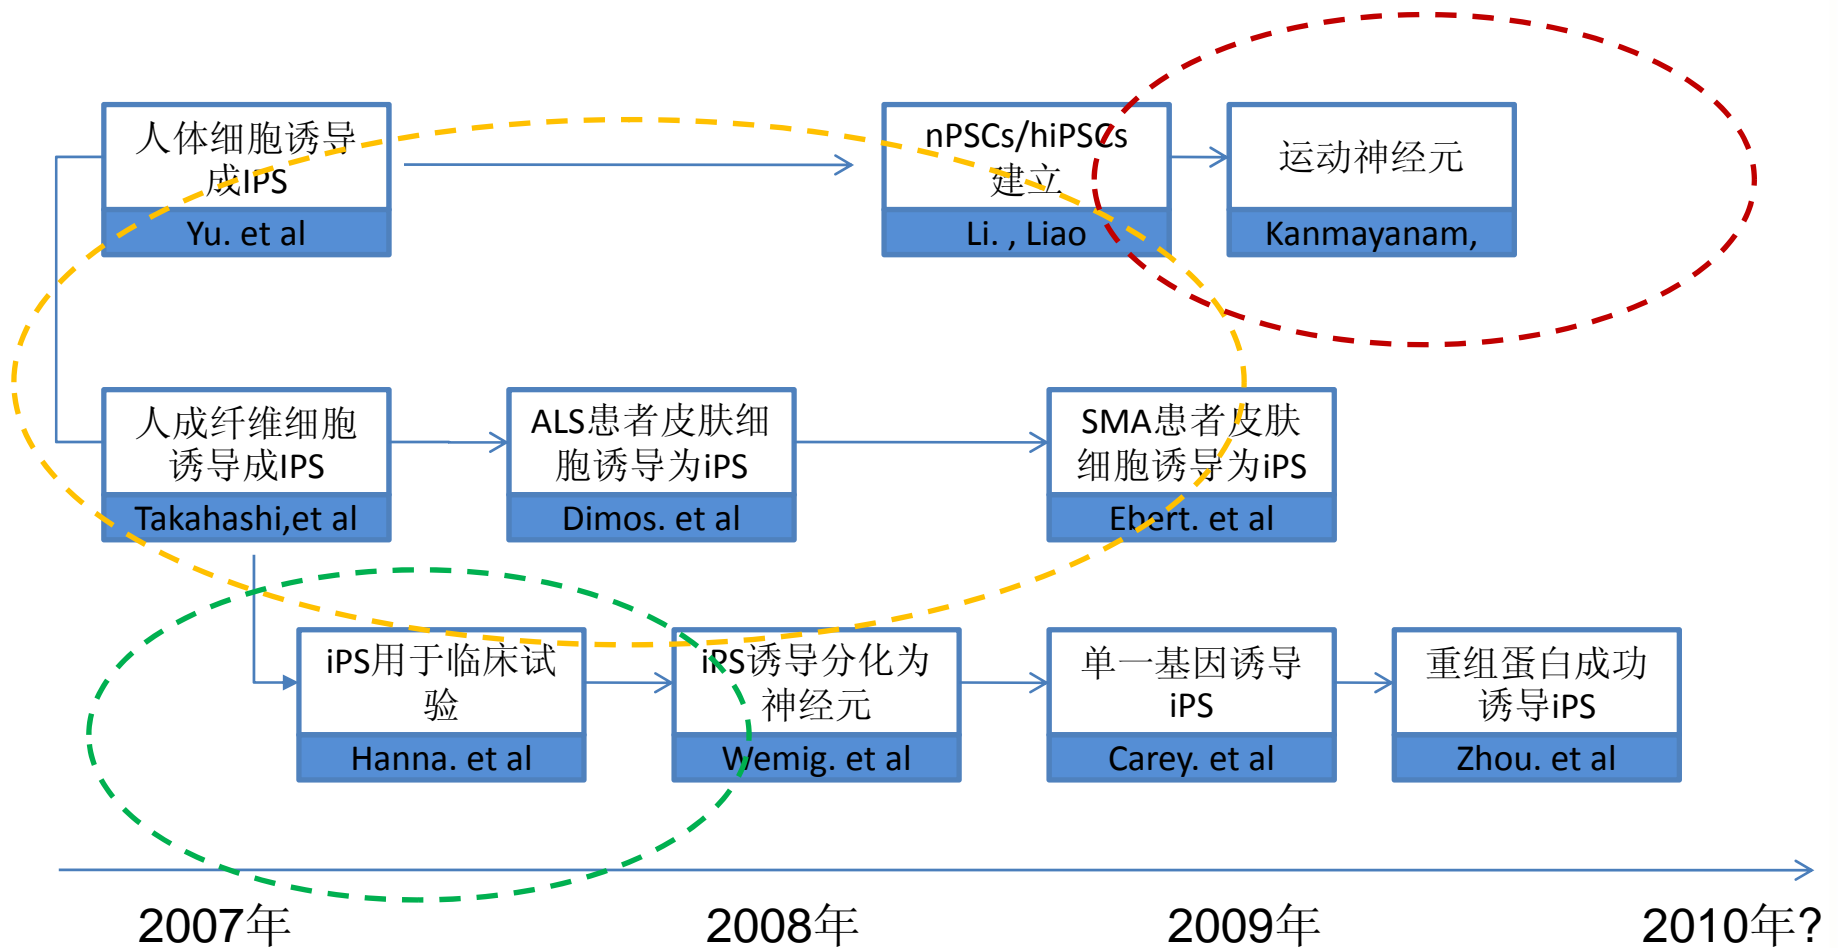 人体细胞诱导
成IPS
Yu. et al
nPSCs/hiPSCs
建立
Li. , Liao
运动神经元
Kanmayanam,
人成纤维细胞
诱导成IPS
Takahashi,et al
ALS患者皮肤细
胞诱导为iPS
Dimos. et al
SMA患者皮肤
细胞诱导为iPS
Ebert. et al
iPS用于临床试
验
Hanna. et al
iPS诱导分化为
神经元
Wemig. et al
单一基因诱导
iPS
Carey. et al
重组蛋白成功
诱导iPS
Zhou. et al
2007年
2008年
2009年
2010年?